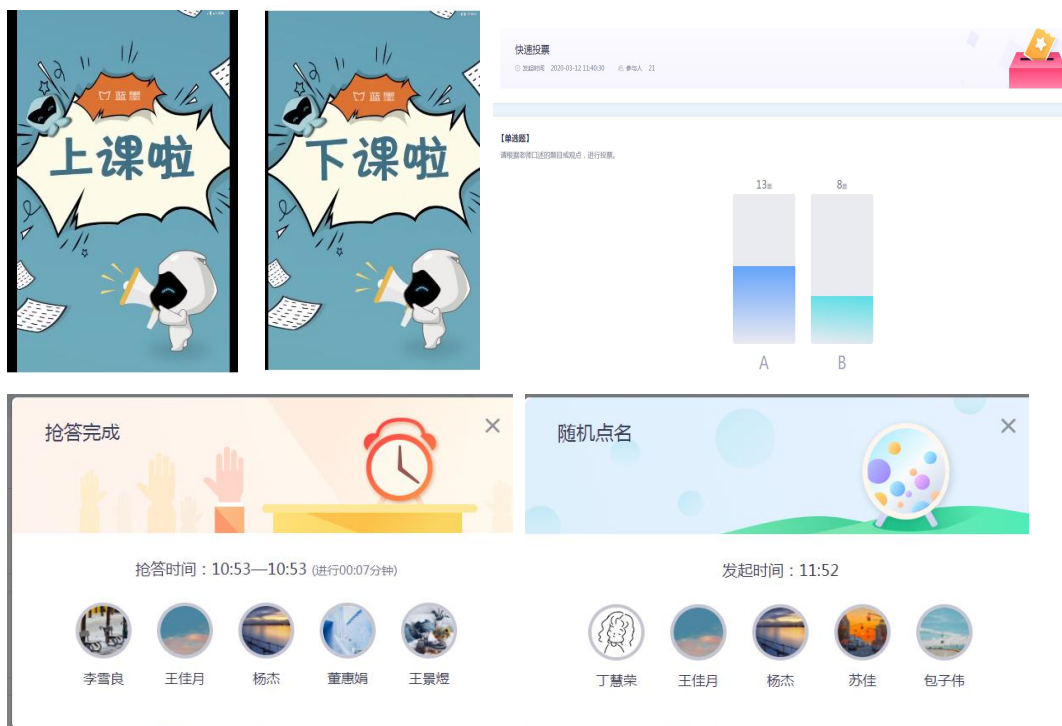 蓝墨
上课啦
蓝墨
下课啦
快速投票
发起时间 2020-03-12 11:40:30 参与人 21
【单选题】
请根据老师口述的题目或观点，进行投票。
13票
8票
A
B
抢答完成
抢答时间：10:53—10:53 (进行00:07分钟)
李雪良
王佳月
杨杰
董惠娟
王景煜
随机点名
发起时间：11:52
丁慧荣
王佳月
杨杰
苏佳
包子伟